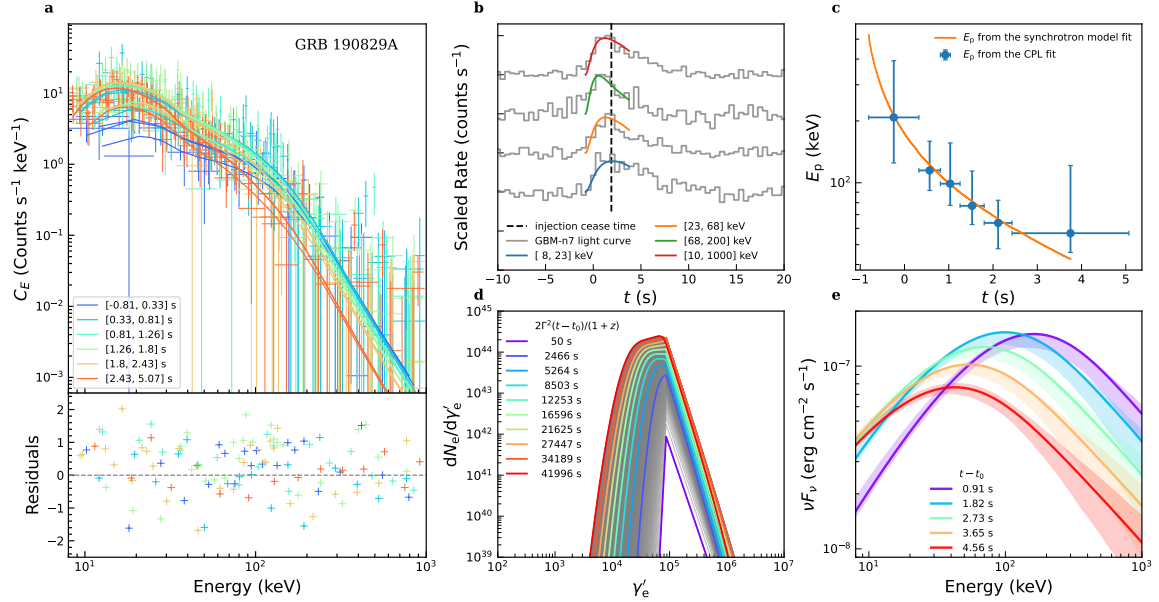 a
GRB 190829A
C_E (Counts s⁻¹ keV⁻¹)
10¹
10⁰
10⁻¹
10⁻²
10⁻³
[-0.81, 0.33] s
[0.33, 0.81] s
[0.81, 1.26] s
[1.26, 1.8] s
[1.8, 2.43] s
[2.43, 5.07] s
Residuals
2
1
0
−1
−2
10¹ 10² 10³
Energy (keV)
b
Scaled Rate (counts s⁻¹)
injection cease time
GBM-n7 light curve
[ 8, 23] keV
[23, 68] keV
[68, 200] keV
[10, 1000] keV
−10 −5 0 5 10 15 20
t (s)
c
E_p from the synchrotron model fit
E_p from the CPL fit
E_p (keV)
10²
−1 0 1 2 3 4 5
t (s)
d
dN_e/dγ′_e
10⁴⁵
10⁴⁴
10⁴³
10⁴²
10⁴¹
10⁴⁰
10³⁹
2Γ²(t − t₀)/(1 + z)
50 s
2466 s
5264 s
8503 s
12253 s
16596 s
21625 s
27447 s
34189 s
41996 s
10² 10³ 10⁴ 10⁵ 10⁶ 10⁷
γ′_e
e
νF_ν (erg cm⁻² s⁻¹)
10⁻⁷
10⁻⁸
t − t₀
0.91 s
1.82 s
2.73 s
3.65 s
4.56 s
10¹ 10² 10³
Energy (keV)